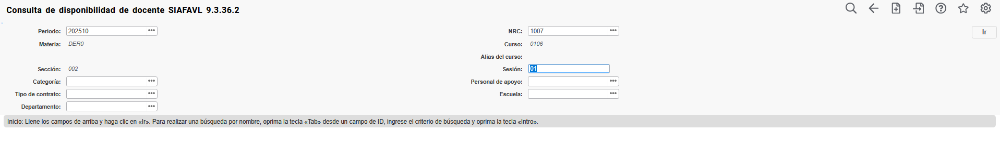 Consulta de disponibilidad de docente SIAFAVL 9.3.36.2
Periodo: 202510 ••• NRC: 1007 ••• Ir
Materia: DER0 Curso: 0106
Alias del curso:
Sección: 002 Sesión: 01
Categoría: ••• Personal de apoyo: •••
Tipo de contrato: ••• Escuela: •••
Departamento: •••
Inicio: Llene los campos de arriba y haga clic en «Ir». Para realizar una búsqueda por nombre, oprima la tecla «Tab» desde un campo de ID, ingrese el criterio de búsqueda y oprima la tecla «Intro».